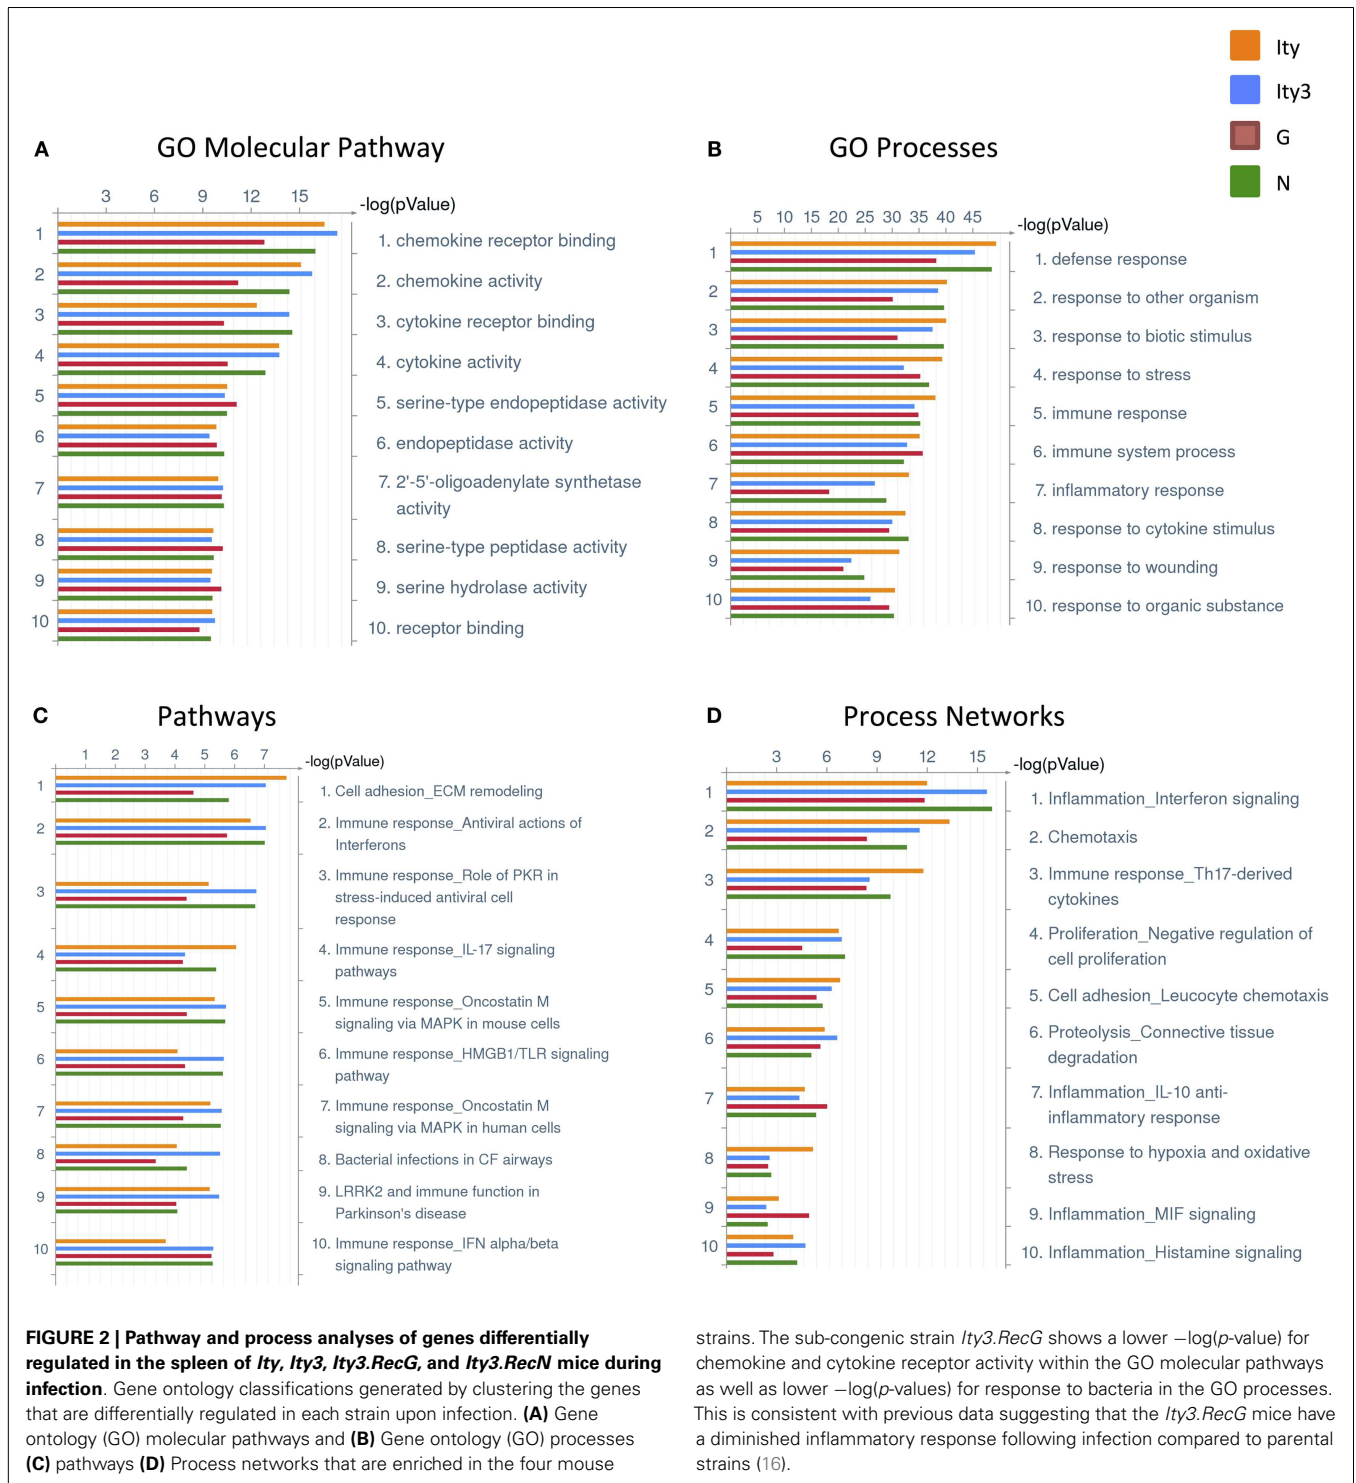 Ity
Ity3
G
N
A
GO Molecular Pathway
3 6 9 12 15
-log(pValue)
1
2
3
4
5
6
7
8
9
10
1. chemokine receptor binding
2. chemokine activity
3. cytokine receptor binding
4. cytokine activity
5. serine-type endopeptidase activity
6. endopeptidase activity
7. 2'-5'-oligoadenylate synthetase
activity
8. serine-type peptidase activity
9. serine hydrolase activity
10. receptor binding
B
GO Processes
5 10 15 20 25 30 35 40 45
-log(pValue)
1
2
3
4
5
6
7
8
9
10
1. defense response
2. response to other organism
3. response to biotic stimulus
4. response to stress
5. immune response
6. immune system process
7. inflammatory response
8. response to cytokine stimulus
9. response to wounding
10. response to organic substance
C
Pathways
1 2 3 4 5 6 7
-log(pValue)
1
2
3
4
5
6
7
8
9
10
1. Cell adhesion_ECM remodeling
2. Immune response_Antiviral actions of
Interferons
3. Immune response_Role of PKR in
stress-induced antiviral cell
response
4. Immune response_IL-17 signaling
pathways
5. Immune response_Oncostatin M
signaling via MAPK in mouse cells
6. Immune response_HMGB1/TLR signaling
pathway
7. Immune response_Oncostatin M
signaling via MAPK in human cells
8. Bacterial infections in CF airways
9. LRRK2 and immune function in
Parkinson's disease
10. Immune response_IFN alpha/beta
signaling pathway
D
Process Networks
3 6 9 12 15
-log(pValue)
1
2
3
4
5
6
7
8
9
10
1. Inflammation_Interferon signaling
2. Chemotaxis
3. Immune response_Th17-derived
cytokines
4. Proliferation_Negative regulation of
cell proliferation
5. Cell adhesion_Leucocyte chemotaxis
6. Proteolysis_Connective tissue
degradation
7. Inflammation_IL-10 anti-
inflammatory response
8. Response to hypoxia and oxidative
stress
9. Inflammation_MIF signaling
10. Inflammation_Histamine signaling
FIGURE 2 | Pathway and process analyses of genes differentially
regulated in the spleen of Ity, Ity3, Ity3.RecG, and Ity3.RecN mice during
infection. Gene ontology classifications generated by clustering the genes
that are differentially regulated in each strain upon infection. (A) Gene
ontology (GO) molecular pathways and (B) Gene ontology (GO) processes
(C) pathways (D) Process networks that are enriched in the four mouse
strains. The sub-congenic strain Ity3.RecG shows a lower −log(p-value) for
chemokine and cytokine receptor activity within the GO molecular pathways
as well as lower −log(p-values) for response to bacteria in the GO processes.
This is consistent with previous data suggesting that the Ity3.RecG mice have
a diminished inflammatory response following infection compared to parental
strains (16).